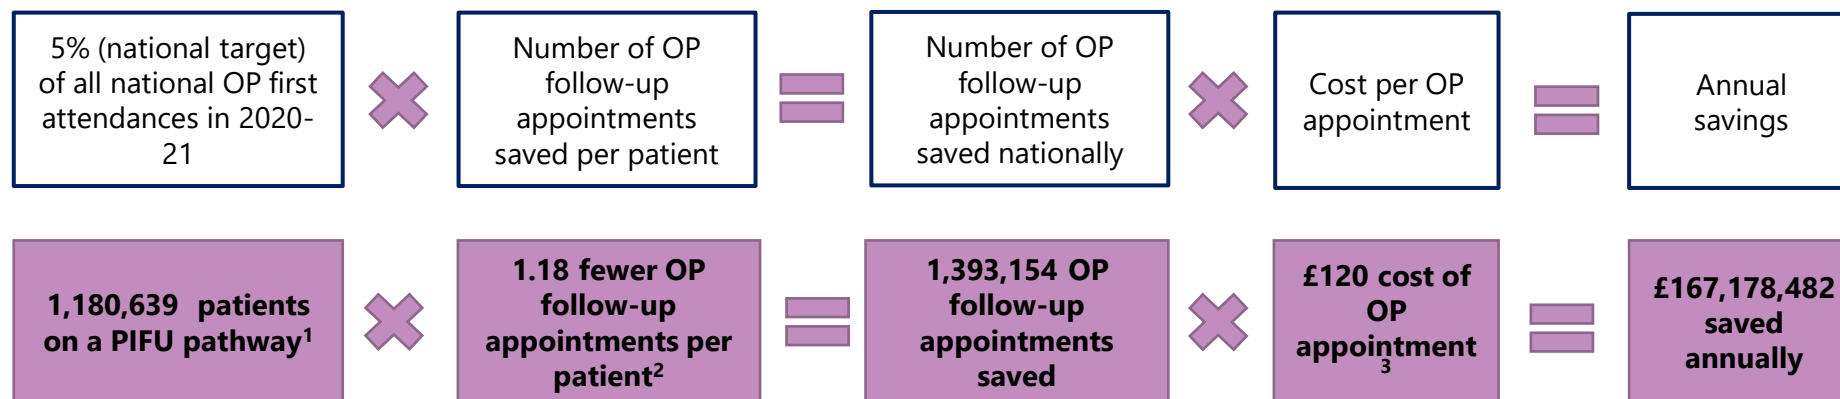 5% (national target)
of all national OP first
attendances in 2020-
21
Number of OP
follow-up
appointments
saved per patient
Number of OP
follow-up
appointments
saved nationally
Cost per OP
appointment
Annual
savings
1,180,639 patients
on a PIFU pathway1
1.18 fewer OP
follow-up
appointments per
patient2
1,393,154 OP
follow-up
appointments
saved
£120 cost of
OP
appointment
3
£167,178,482
saved
annually